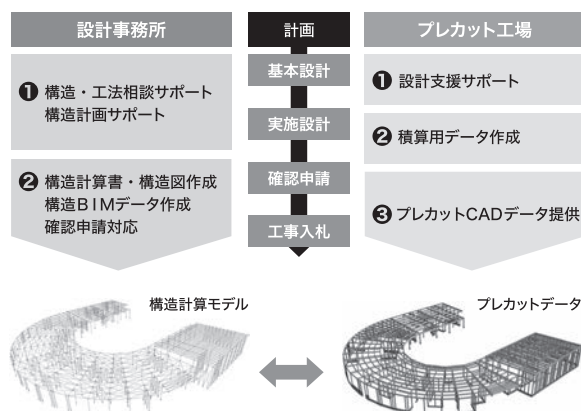 設計事務所
❶ 構造・工法相談サポート
構造計画サポート
❷ 構造計算書・構造図作成
構造BIMデータ作成
確認申請対応
計画
基本設計
実施設計
確認申請
工事入札
プレカット工場
❶ 設計支援サポート
❷ 積算用データ作成
❸ プレカットCADデータ提供
構造計算モデル
プレカットデータ